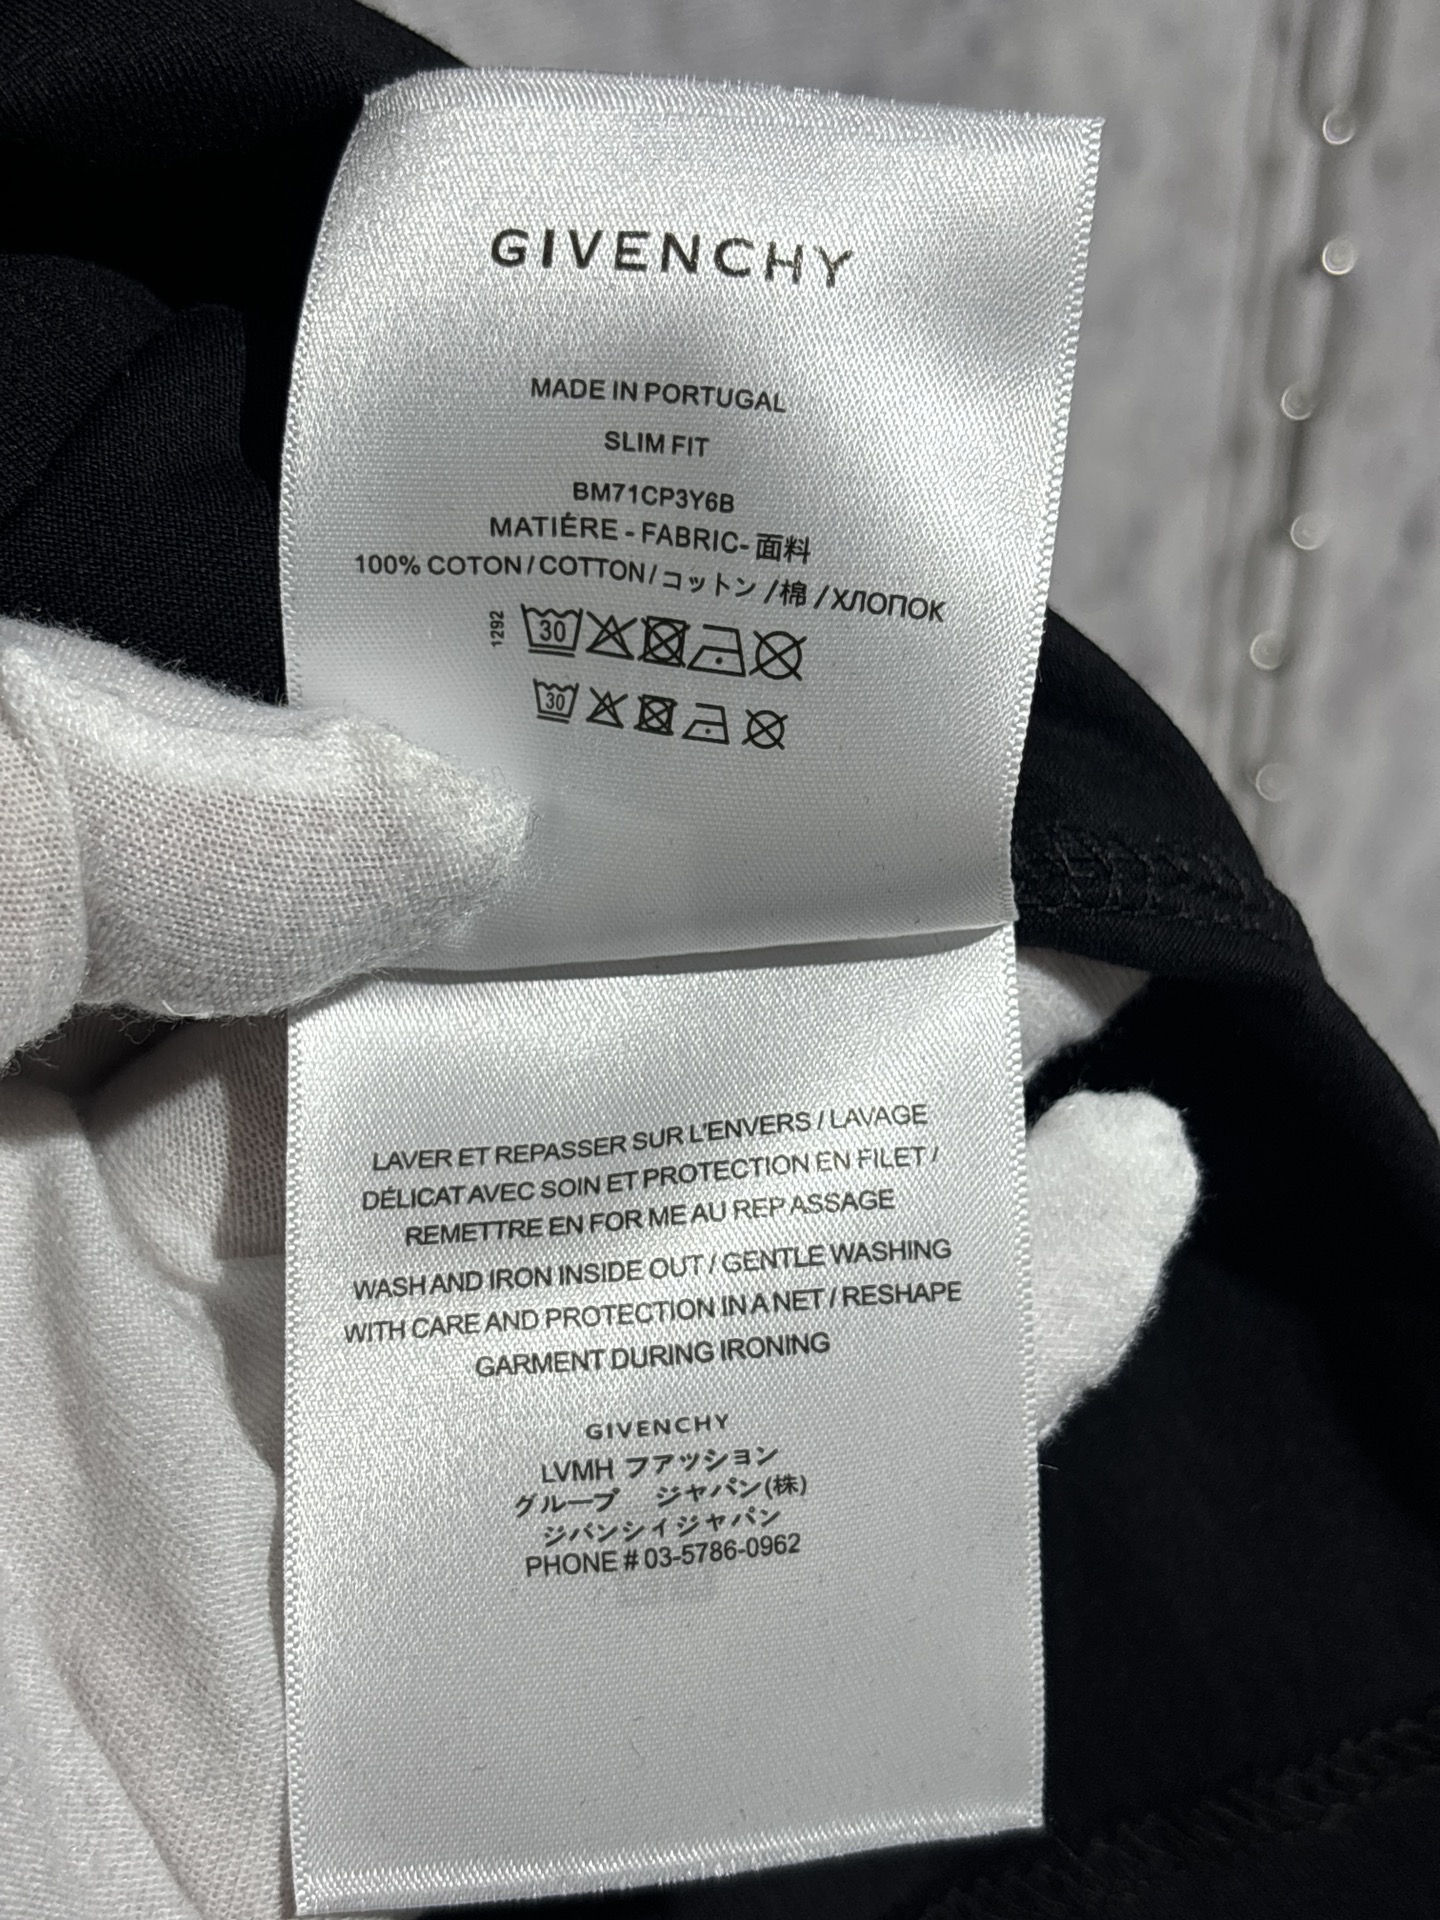 GIVENCHY
MADE IN PORTUGAL
SLIM FIT
BM71CP3Y6B
MATIÈRE - FABRIC- 面料
100% COTON / COTTON / コットン / 棉 / ХЛОПОК
1292
30
30
LAVER ET REPASSER SUR L'ENVERS / LAVAGE
DÉLICAT AVEC SOIN ET PROTECTION EN FILET /
REMETTRE EN FOR ME AU REP ASSAGE
WASH AND IRON INSIDE OUT / GENTLE WASHING
WITH CARE AND PROTECTION IN A NET / RESHAPE
GARMENT DURING IRONING
GIVENCHY
LVMH ファッション
グループ ジャパン(株)
ジバンシイジャパン
PHONE # 03-5786-0962